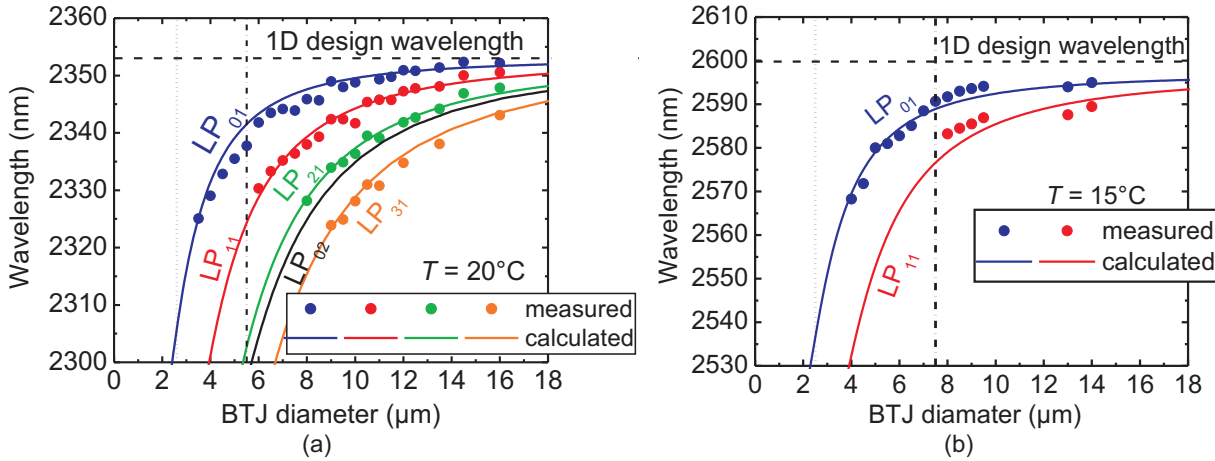 2360
2350
2340
2330
2320
2310
2300
Wavelength (nm)
1D design wavelength
LP01
LP11
LP21
LP02
LP31
T = 20°C
measured
calculated
0 2 4 6 8 10 12 14 16 18
BTJ diameter (µm)
(a)
2610
2600
2590
2580
2570
2560
2550
2540
2530
Wavelength (nm)
1D design wavelength
LP01
LP11
T = 15°C
measured
calculated
0 2 4 6 8 10 12 14 16 18
BTJ diamater (µm)
(b)